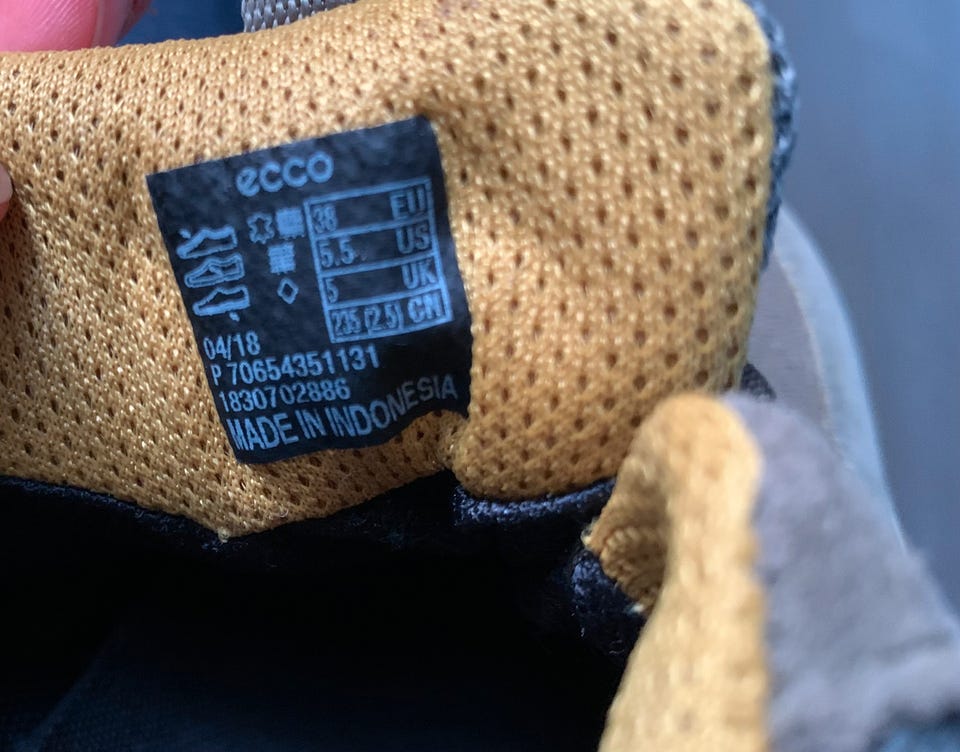 ecco
38 EU
5.5 US
5 UK
235 (2.5) CN
04/18
P 70654351131
1830702886
MADE IN INDONESIA